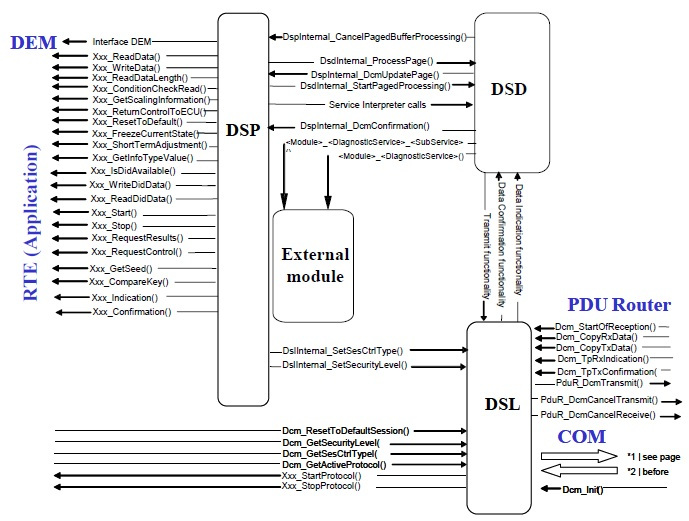 DEM
Interface DEM
Xxx_ReadData()
Xxx_WriteData()
Xxx_ReadDataLength()
Xxx_ConditionCheckRead()
Xxx_GetScalingInformation()
Xxx_ReturnControlToECU()
Xxx_ResetToDefault()
Xxx_FreezeCurrentState()
Xxx_ShortTermAdjustment()
Xxx_GetInfoTypeValue()
Xxx_IsDidAvailable()
Xxx_WriteDidData()
Xxx_ReadDidData()
Xxx_Start()
Xxx_Stop()
Xxx_RequestResults()
Xxx_RequestControl()
Xxx_GetSeed()
Xxx_CompareKey()
Xxx_Indication()
Xxx_Confirmation()
RTE (Application)
DSP
DspInternal_CancelPagedBufferProcessing()
DsdInternal_ProcessPage()
DspInternal_DcmUpdatePage()
DsdInternal_StartPagedProcessing()
Service Interpreter calls
DspInternal_DcmConfirmation()
<Module>_<DiagnosticService>_<SubService>
()
<Module>_<DiagnosticService>()
DSD
External
module
Transmit functionality
Data Confirmation functionality
Data Indication functionality
DslInternal_SetSesCtrlType()
DslInternal_SetSecurityLevel()
DSL
PDU Router
Dcm_StartOfReception()
Dcm_CopyRxData()
Dcm_CopyTxData()
Dcm_TpRxIndication()
Dcm_TpTxConfirmation(
PduR_DcmTransmit()
PduR_DcmCancelTransmit()
PduR_DcmCancelReceive()
COM
*1 | see page
*2 | before
Dcm_Init()
Dcm_ResetToDefaultSession()
Dcm_GetSecurityLevel(
Dcm_GetSesCtrlTypel(
Dcm_GetActiveProtocol()
Xxx_StartProtocol()
Xxx_StopProtocol()